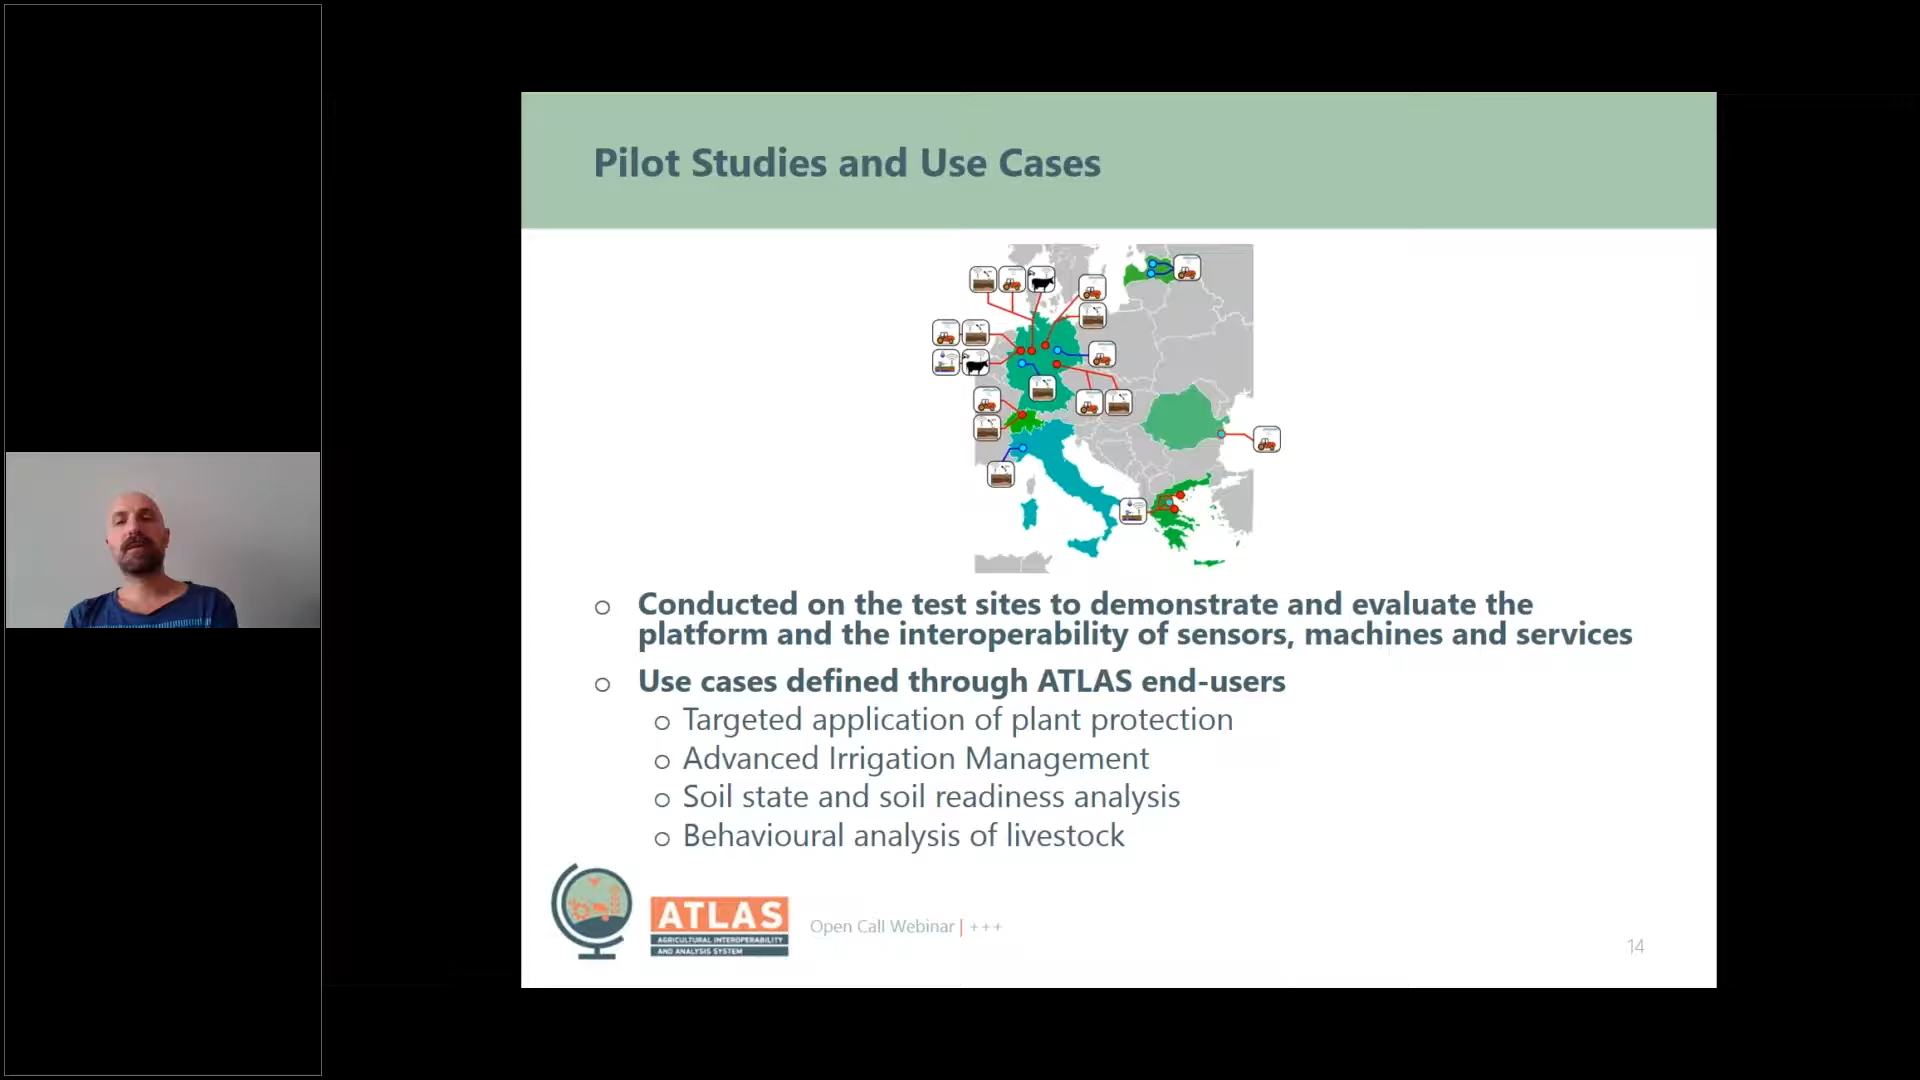 Pilot Studies and Use Cases
o Conducted on the test sites to demonstrate and evaluate the
platform and the interoperability of sensors, machines and services
o Use cases defined through ATLAS end-users
o Targeted application of plant protection
o Advanced Irrigation Management
o Soil state and soil readiness analysis
o Behavioural analysis of livestock
ATLAS
AGRICULTURAL INTEROPERABILITY
AND ANALYSIS SYSTEM
Open Call Webinar | +++
14